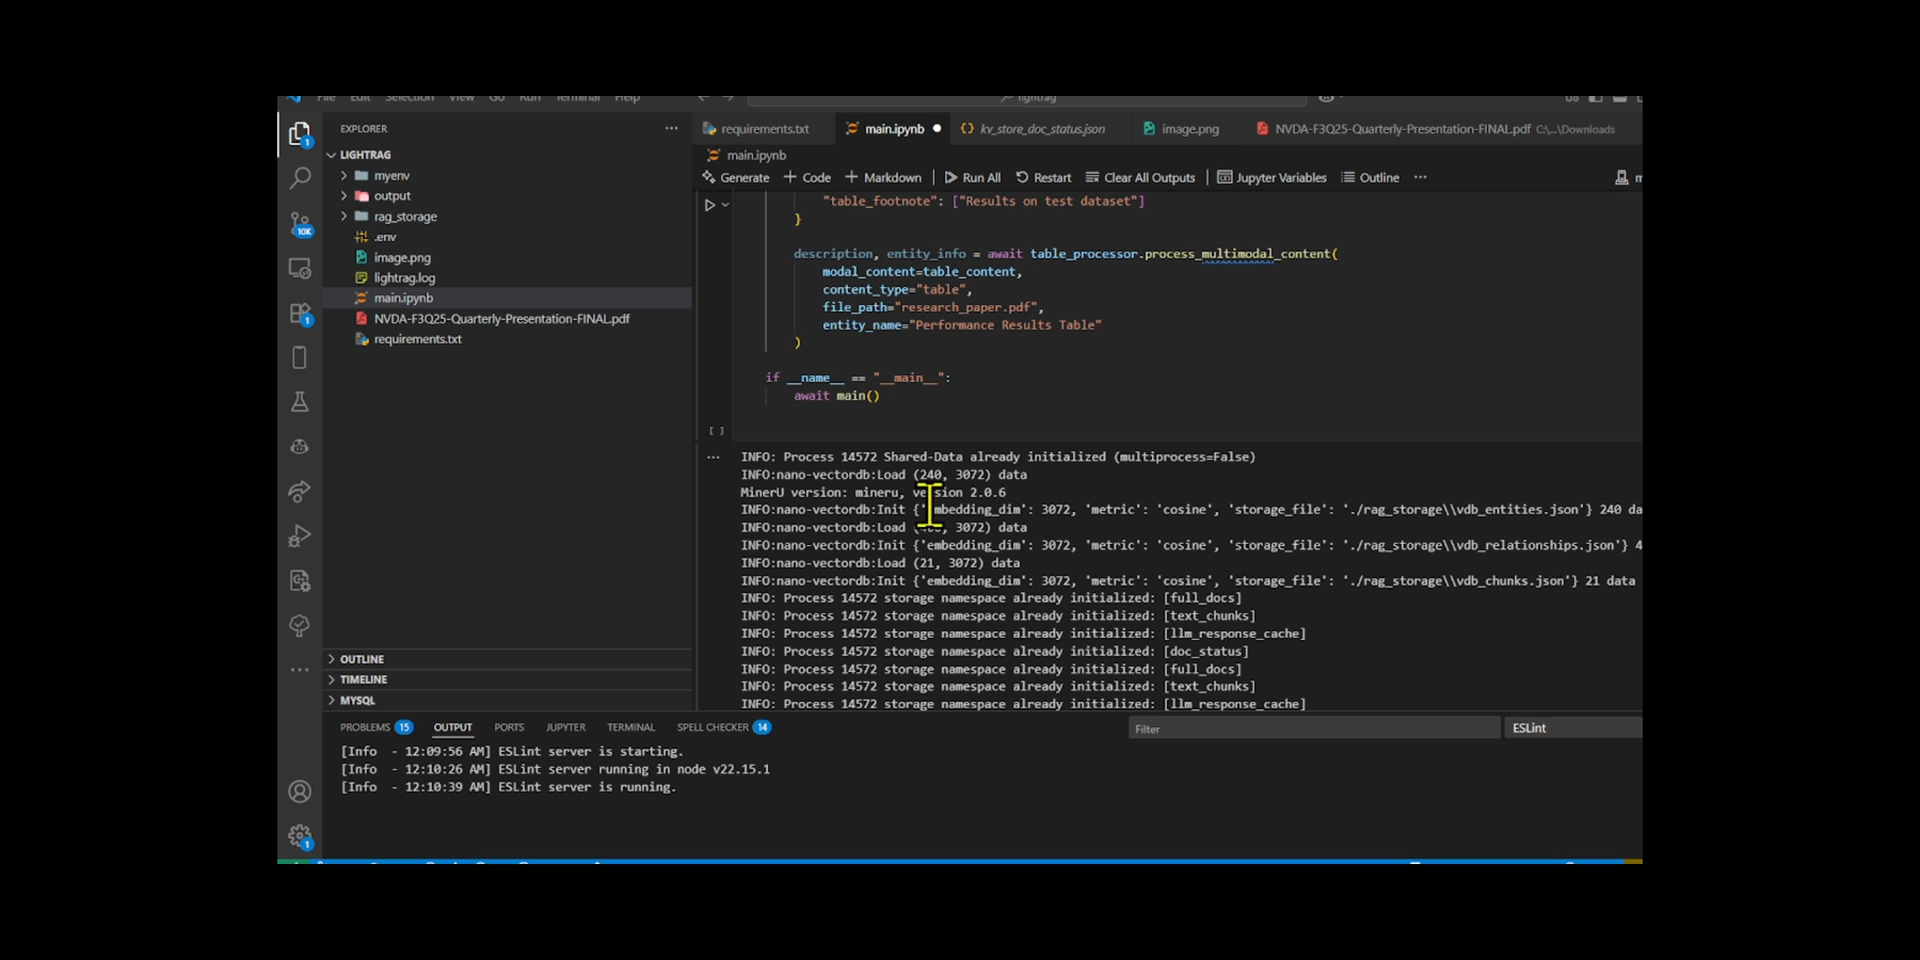 File Edit Selection View Go Run Terminal Help
lightrag
EXPLORER
LIGHTRAG
myenv
output
rag_storage
.env
image.png
lightrag.log
main.ipynb
NVDA-F3Q25-Quarterly-Presentation-FINAL.pdf
requirements.txt
OUTLINE
TIMELINE
MYSQL
1
10K
1
1
requirements.txt main.ipynb kv_store_doc_status.json image.png NVDA-F3Q25-Quarterly-Presentation-FINAL.pdf C:\...\Downloads
main.ipynb
Generate + Code + Markdown Run All Restart Clear All Outputs Jupyter Variables Outline ...
"table_footnote": ["Results on test dataset"]
}
description, entity_info = await table_processor.process_multimodal_content(
modal_content=table_content,
content_type="table",
file_path="research_paper.pdf",
entity_name="Performance Results Table"
)
if __name__ == "__main__":
await main()
[ ]
INFO: Process 14572 Shared-Data already initialized (multiprocess=False)
INFO:nano-vectordb:Load (240, 3072) data
MinerU version: mineru, version 2.0.6
INFO:nano-vectordb:Init {'embedding_dim': 3072, 'metric': 'cosine', 'storage_file': './rag_storage\\vdb_entities.json'} 240 da
INFO:nano-vectordb:Load ( , 3072) data
INFO:nano-vectordb:Init {'embedding_dim': 3072, 'metric': 'cosine', 'storage_file': './rag_storage\\vdb_relationships.json'} 4
INFO:nano-vectordb:Load (21, 3072) data
INFO:nano-vectordb:Init {'embedding_dim': 3072, 'metric': 'cosine', 'storage_file': './rag_storage\\vdb_chunks.json'} 21 data
INFO: Process 14572 storage namespace already initialized: [full_docs]
INFO: Process 14572 storage namespace already initialized: [text_chunks]
INFO: Process 14572 storage namespace already initialized: [llm_response_cache]
INFO: Process 14572 storage namespace already initialized: [doc_status]
INFO: Process 14572 storage namespace already initialized: [full_docs]
INFO: Process 14572 storage namespace already initialized: [text_chunks]
INFO: Process 14572 storage namespace already initialized: [llm_response_cache]
PROBLEMS 15 OUTPUT PORTS JUPYTER TERMINAL SPELL CHECKER 14 Filter ESLint
[Info - 12:09:56 AM] ESLint server is starting.
[Info - 12:10:26 AM] ESLint server running in node v22.15.1
[Info - 12:10:39 AM] ESLint server is running.